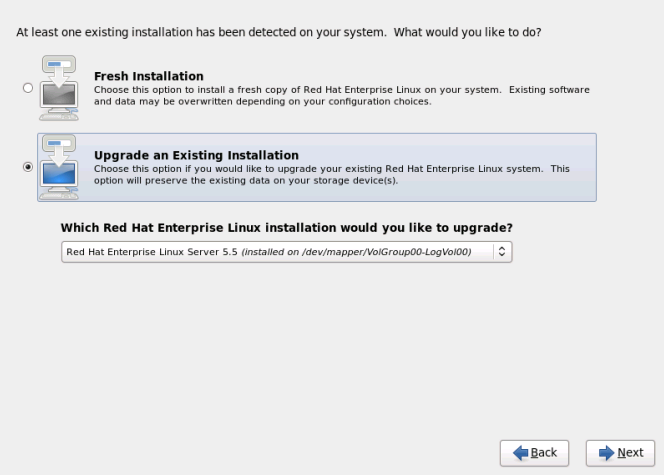 At least one existing installation has been detected on your system.  What would you like to do?
Fresh Installation
Choose this option to install a fresh copy of Red Hat Enterprise Linux on your system.  Existing software
and data may be overwritten depending on your configuration choices.
Upgrade an Existing Installation
Choose this option if you would like to upgrade your existing Red Hat Enterprise Linux system.  This
option will preserve the existing data on your storage device(s).
Which Red Hat Enterprise Linux installation would you like to upgrade?
Red Hat Enterprise Linux Server 5.5 (installed on /dev/mapper/VolGroup00-LogVol00)
Back
Next